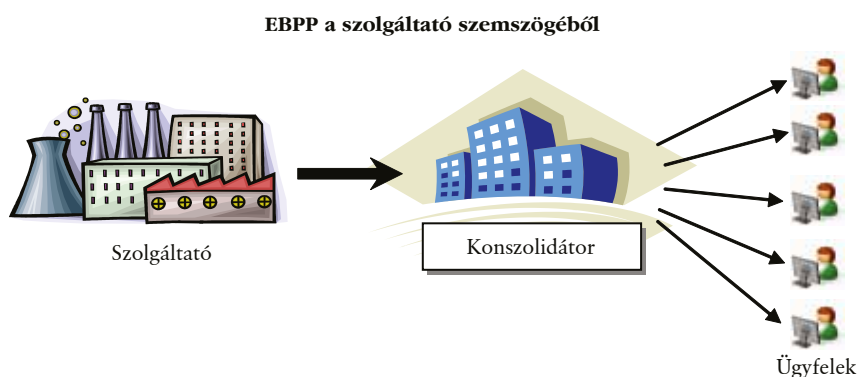 EBPP a szolgáltató szemszögéből
Szolgáltató
Konszolidátor
Ügyfelek